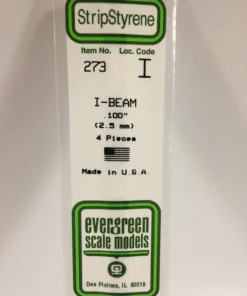 StripStyrene
Item No. Loc. Code
273 I
I-BEAM
.100"
(2.5 mm)
4 Pieces
Made in U.S.A.
evergreen
scale models
Des Plaines, IL 60018